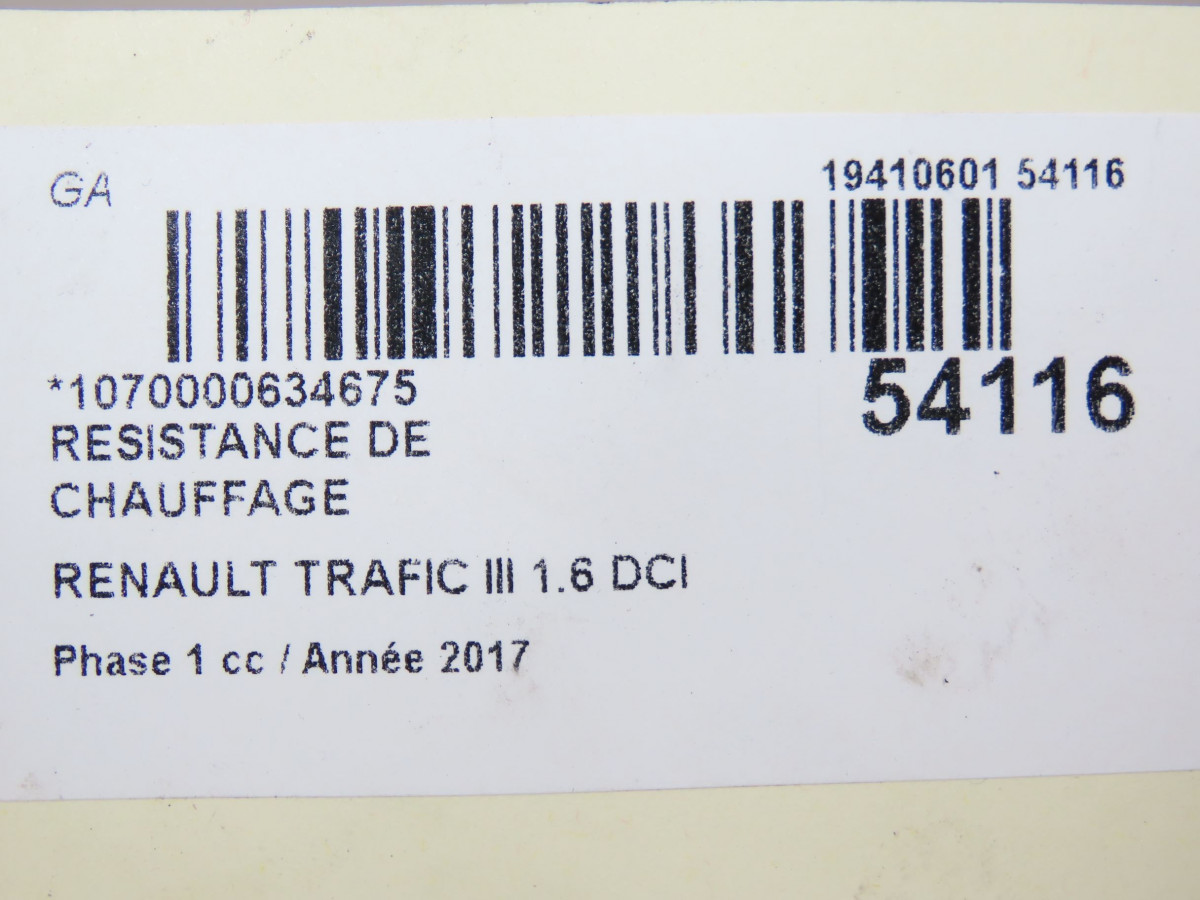 GA
19410601 54116
*1070000634675
54116
RESISTANCE DE
CHAUFFAGE
RENAULT TRAFIC III 1.6 DCI
Phase 1 cc / Année 2017